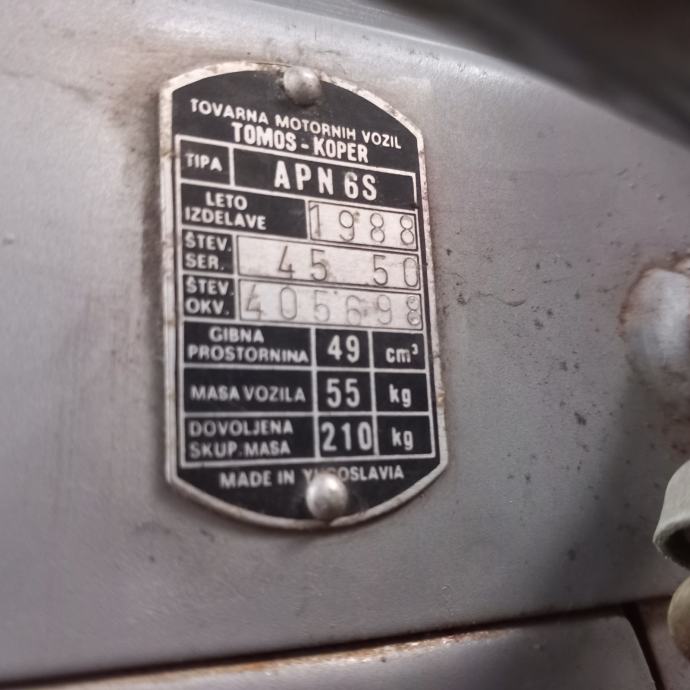 TOVARNA MOTORNIH VOZIL
TOMOS-KOPER
TIPA APN 6S
LETO IZDELAVE 1988
ŠTEV. SER. 45 50
ŠTEV. OKV. 405698
GIBNA PROSTORNINA 49 cm³
MASA VOZILA 55 kg
DOVOLJENA SKUP. MASA 210 kg
MADE IN YUGOSLAVIA